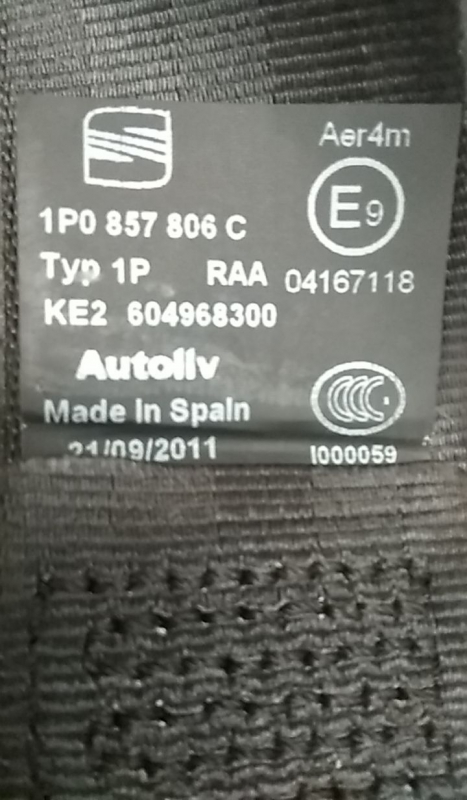 Aer4m
E9
1P0 857 806 C
Typ 1P RAA 04167118
KE2 604968300
Autoliv
Made in Spain
21/09/2011 I000059